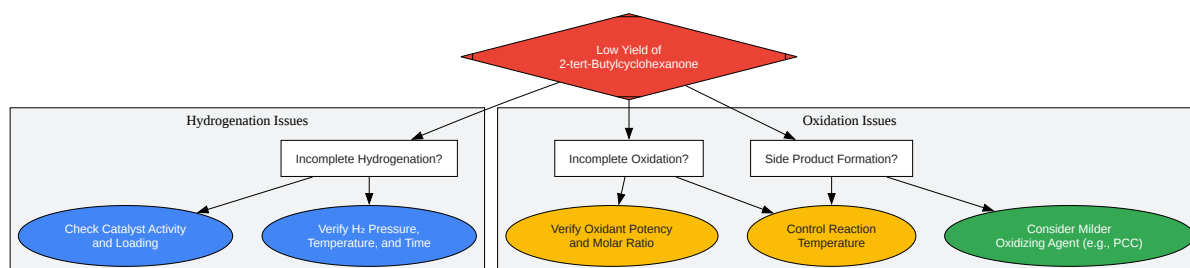 Low Yield of
2-tert-Butylcyclohexanone
Hydrogenation Issues
Oxidation Issues
Incomplete Hydrogenation?
Incomplete Oxidation?
Side Product Formation?
Check Catalyst Activity
and Loading
Verify H₂ Pressure,
Temperature, and Time
Verify Oxidant Potency
and Molar Ratio
Control Reaction
Temperature
Consider Milder
Oxidizing Agent (e.g., PCC)